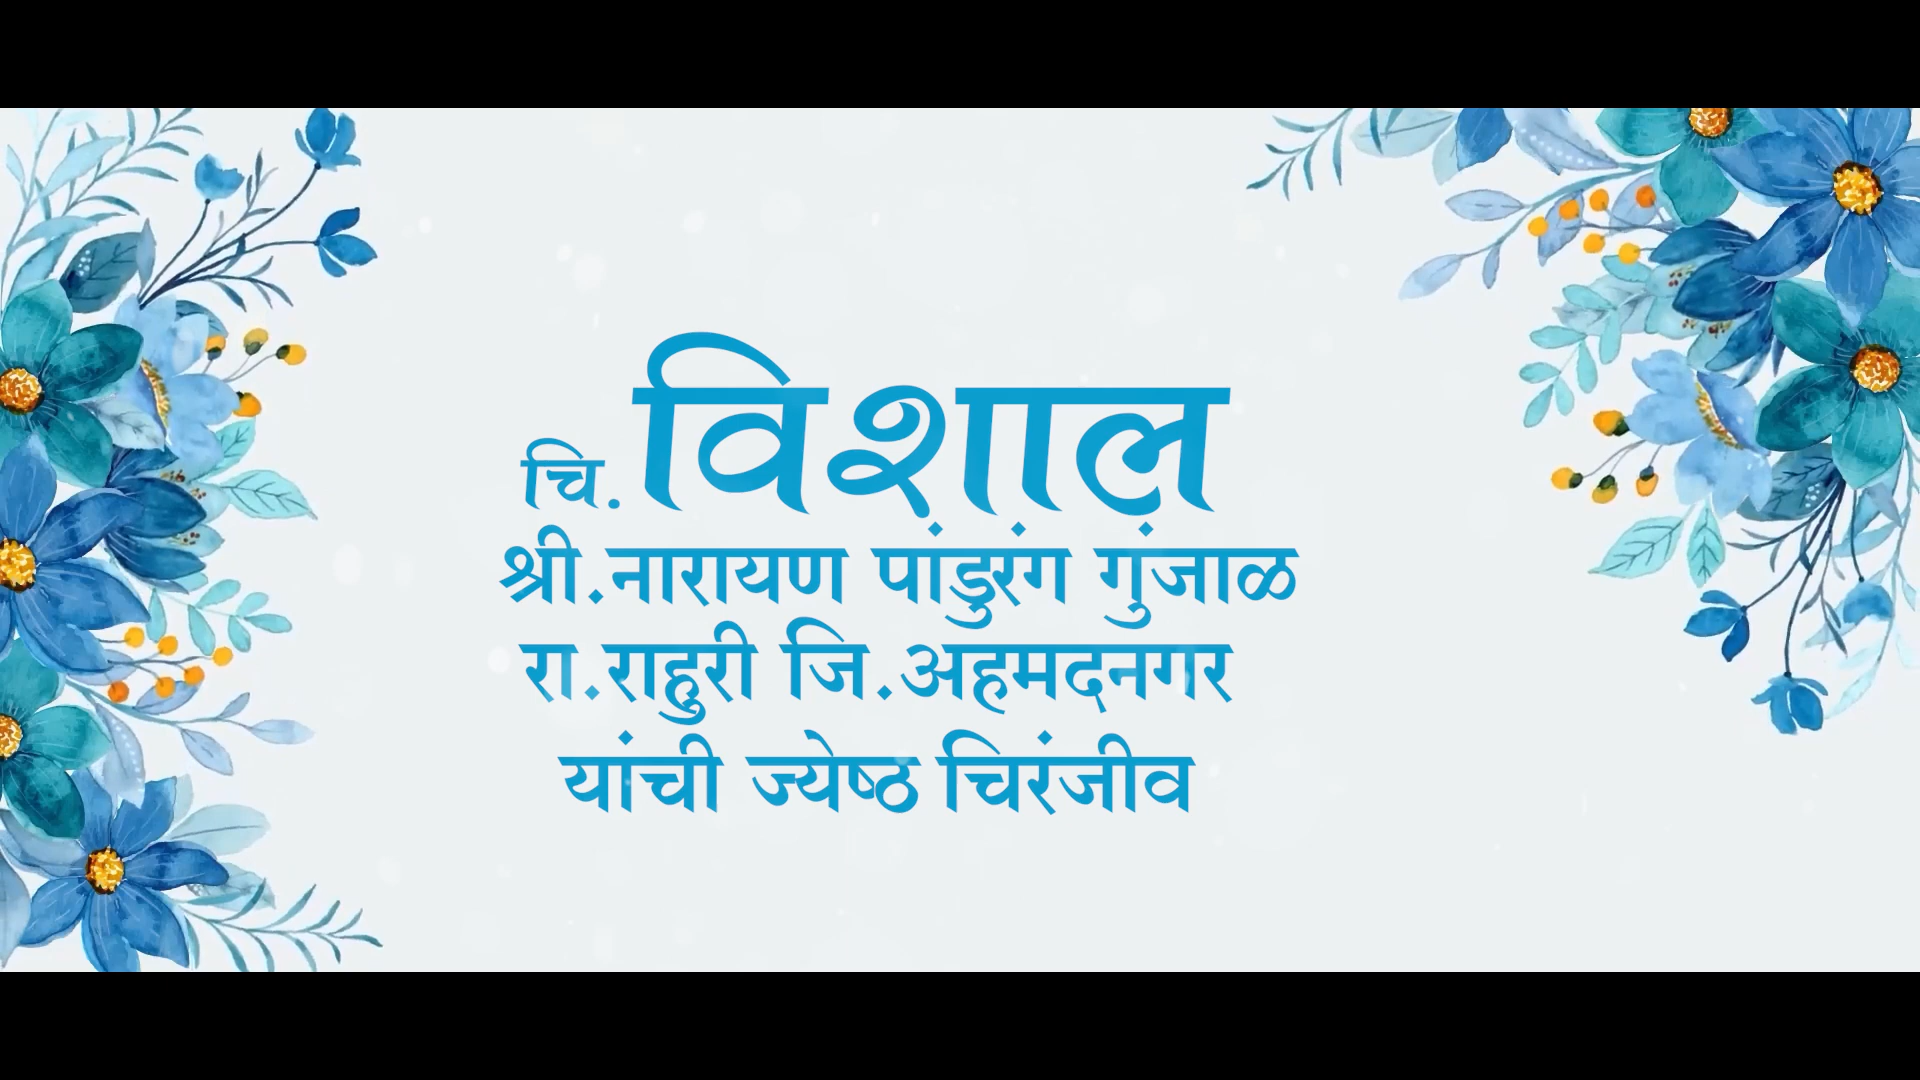 चि. विशाल
श्री.नारायण पांडुरंग गुंजाळ
रा.राहुरी जि.अहमदनगर
यांची ज्येष्ठ चिरंजीव